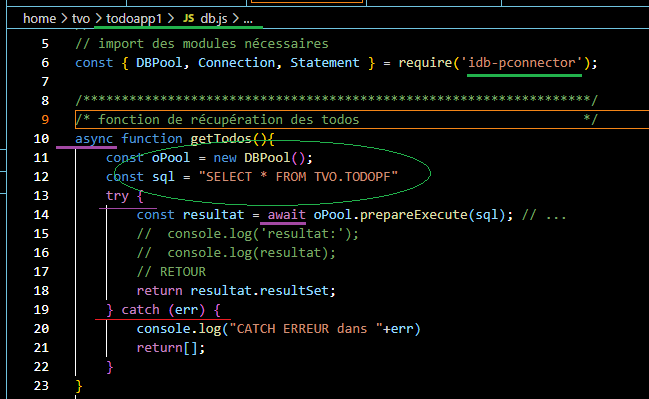 home > tvo > todoapp1 > JS db.js > ...
5 // import des modules nécessaires
6 const { DBPool, Connection, Statement } = require('idb-pconnector');
7
8 /******************************************************************/
9 /* fonction de récupération des todos */
10 async function getTodos(){
11 const oPool = new DBPool();
12 const sql = "SELECT * FROM TVO.TODOPF"
13 try {
14 const resultat = await oPool.prepareExecute(sql); // ...
15 // console.log('resultat:');
16 // console.log(resultat);
17 // RETOUR
18 return resultat.resultSet;
19 } catch (err) {
20 console.log("CATCH ERREUR dans "+err)
21 return[];
22 }
23 }